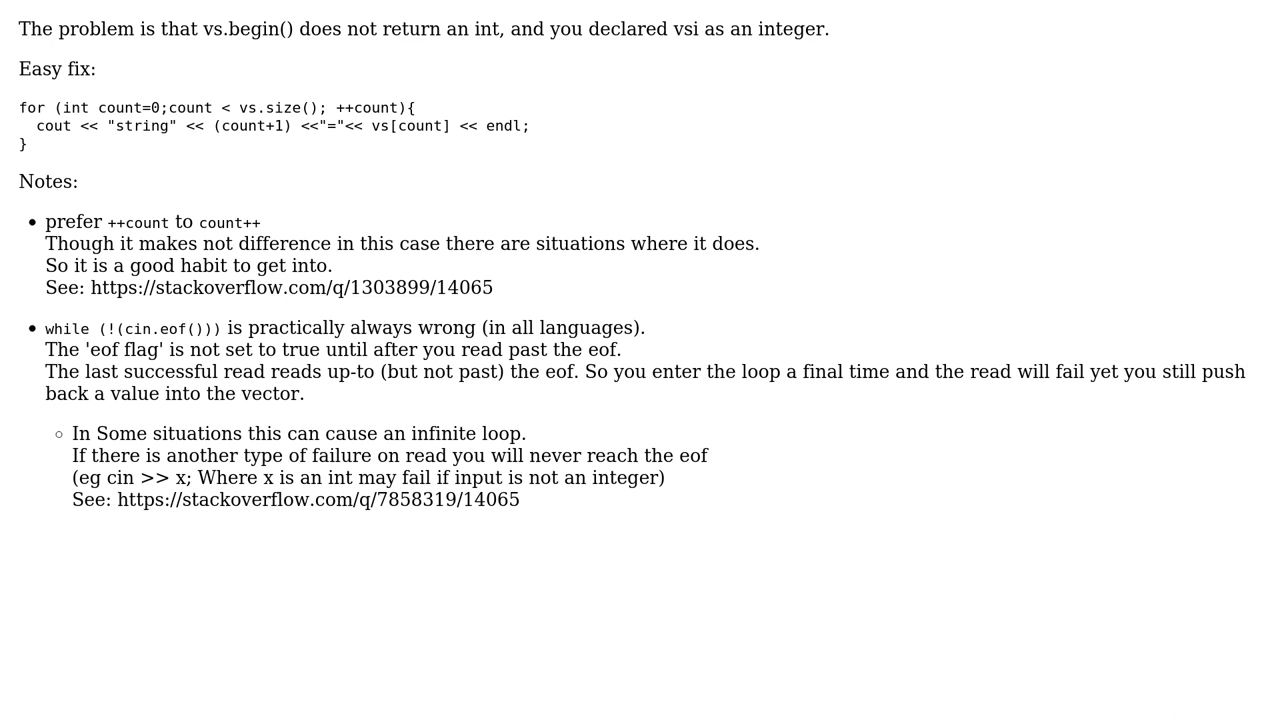 The problem is that vs.begin() does not return an int, and you declared vsi as an integer.
Easy fix:
for (int count=0;count < vs.size(); ++count){
  cout << "string" << (count+1) <<"="<< vs[count] << endl;
}
Notes:
• prefer ++count to count++
Though it makes not difference in this case there are situations where it does.
So it is a good habit to get into.
See: https://stackoverflow.com/q/1303899/14065
• while (!(cin.eof())) is practically always wrong (in all languages).
The 'eof flag' is not set to true until after you read past the eof.
The last successful read reads up-to (but not past) the eof. So you enter the loop a final time and the read will fail yet you still push
back a value into the vector.
◦ In Some situations this can cause an infinite loop.
If there is another type of failure on read you will never reach the eof
(eg cin >> x; Where x is an int may fail if input is not an integer)
See: https://stackoverflow.com/q/7858319/14065